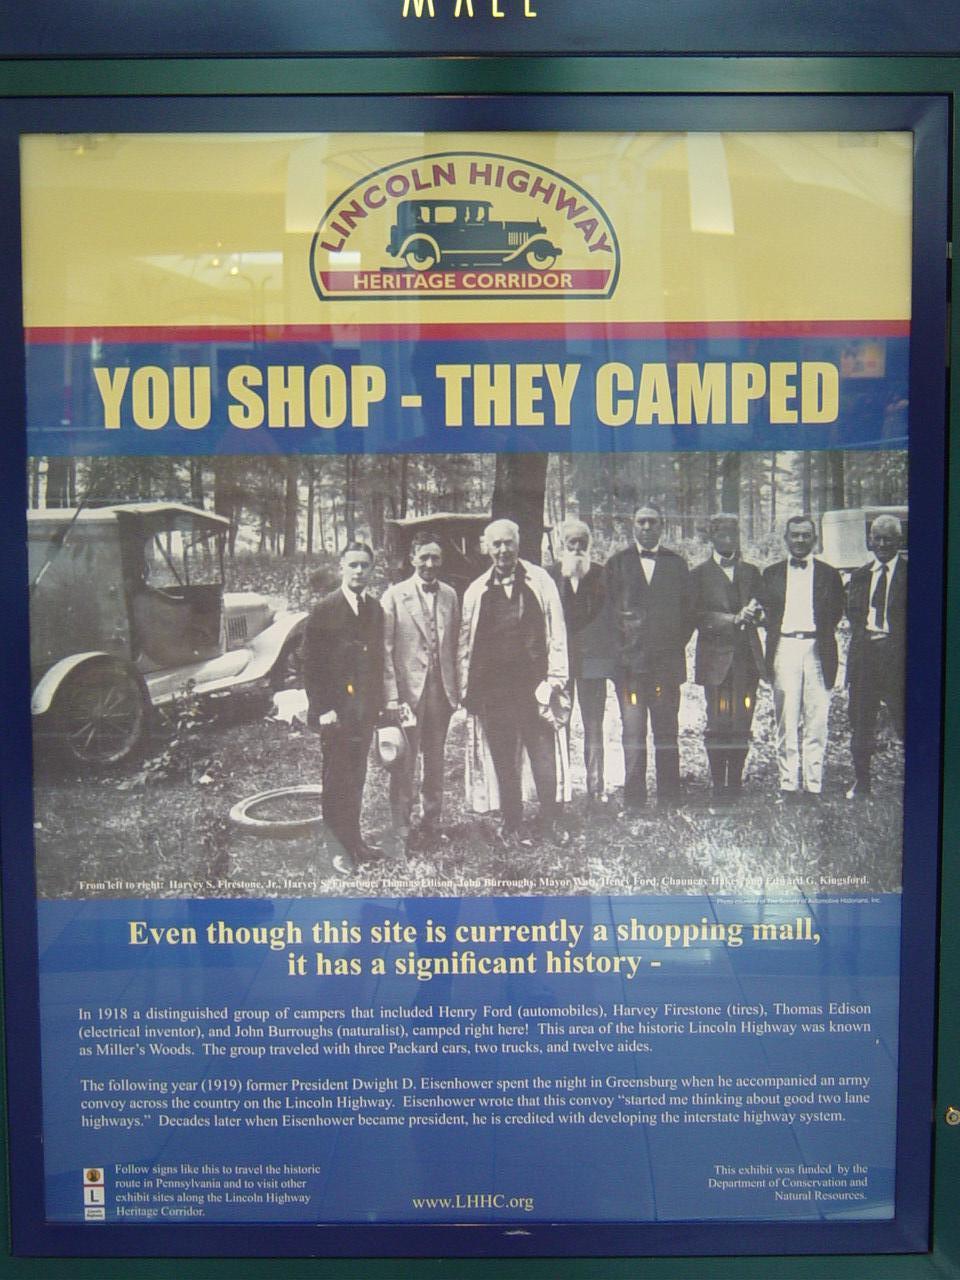 MALL
LINCOLN HIGHWAY
HERITAGE CORRIDOR
YOU SHOP - THEY CAMPED
From left to right: Harvey S. Firestone, Jr., Harvey S. Firestone, Thomas Edison, John Burroughs, Mayor Henry Ford, Chauncey and Edward G. Kingsford.
Photo courtesy of The Society of Automotive Historians, Inc.
Even though this site is currently a shopping mall,
it has a significant history -
In 1918 a distinguished group of campers that included Henry Ford (automobiles), Harvey Firestone (tires), Thomas Edison
(electrical inventor), and John Burroughs (naturalist), camped right here! This area of the historic Lincoln Highway was known
as Miller's Woods. The group traveled with three Packard cars, two trucks, and twelve aides.
The following year (1919) former President Dwight D. Eisenhower spent the night in Greensburg when he accompanied an army
convoy across the country on the Lincoln Highway. Eisenhower wrote that this convoy "started me thinking about good two lane
highways." Decades later when Eisenhower became president, he is credited with developing the interstate highway system.
Follow signs like this to travel the historic
route in Pennsylvania and to visit other
exhibit sites along the Lincoln Highway
Heritage Corridor.
L
www.LHHC.org
This exhibit was funded by the
Department of Conservation and
Natural Resources.